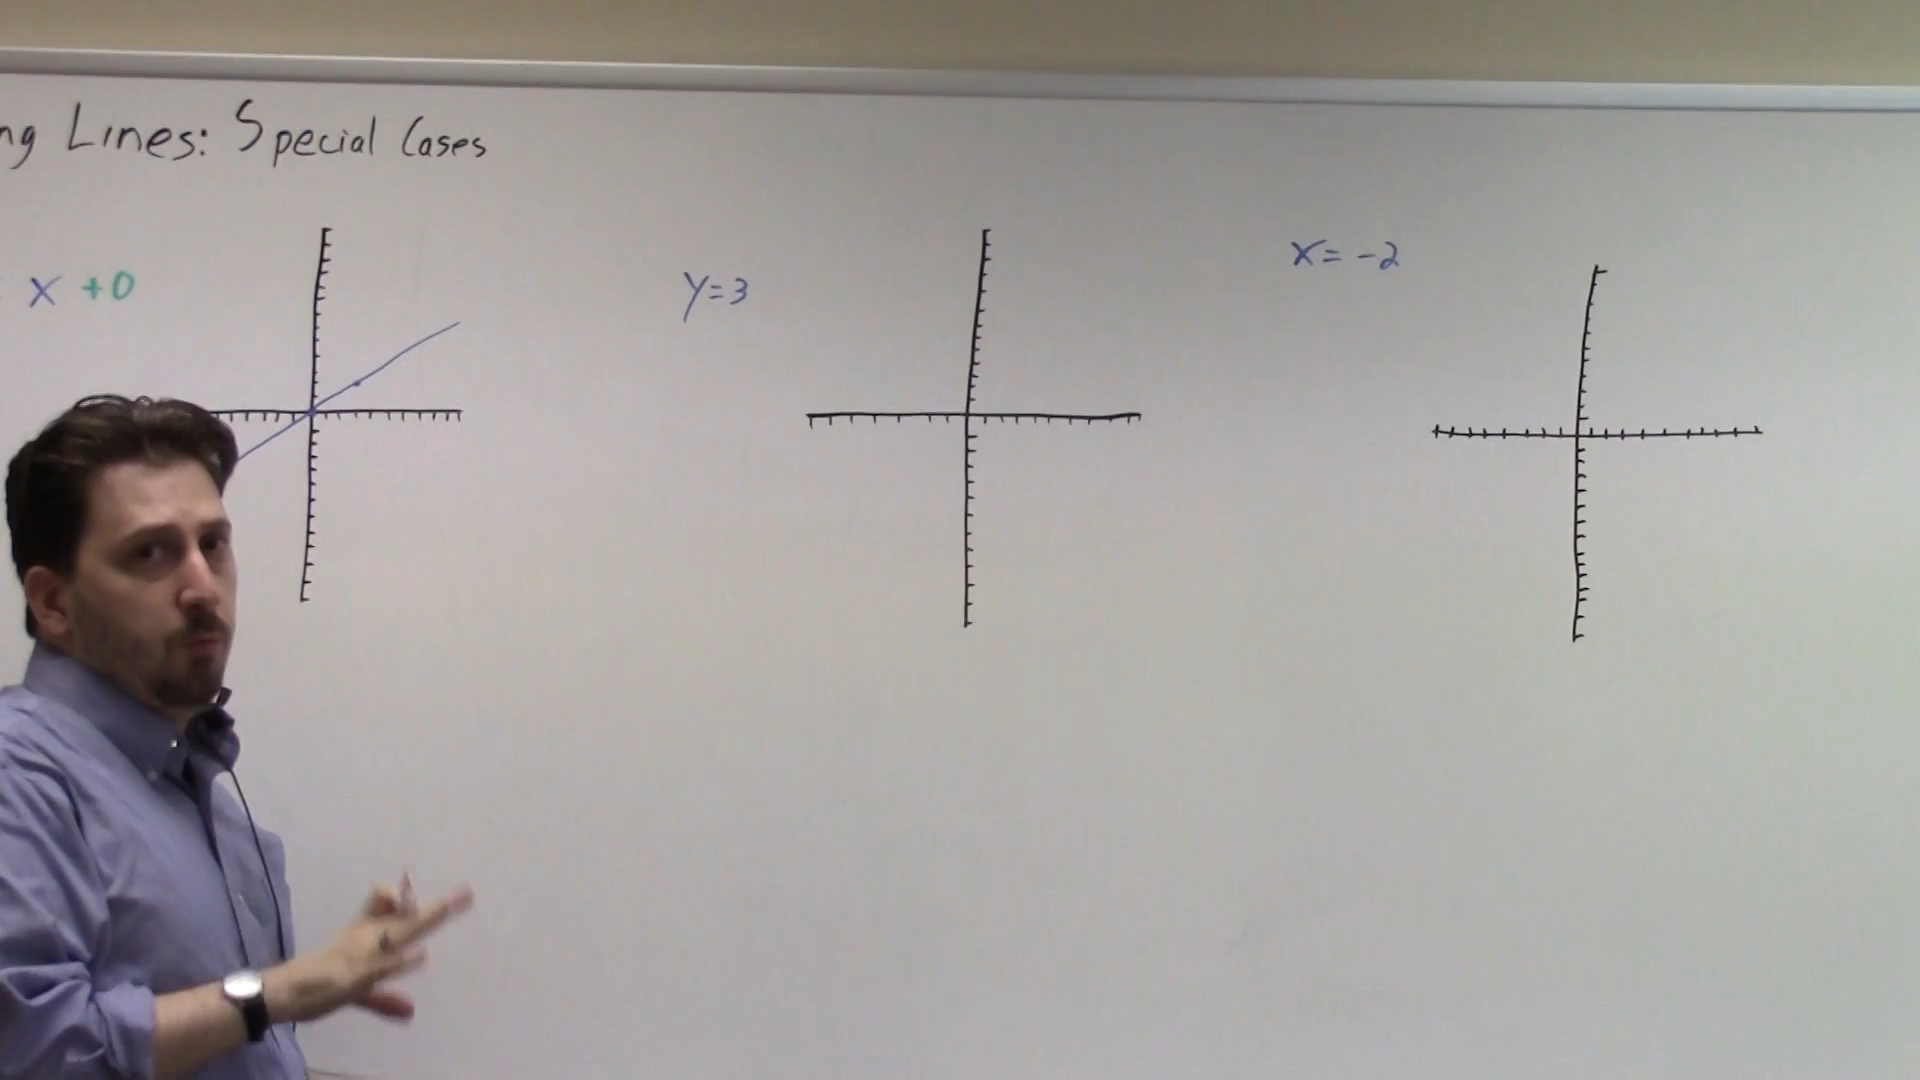 ng Lines: Special Cases
x +0
y=3
x= -2